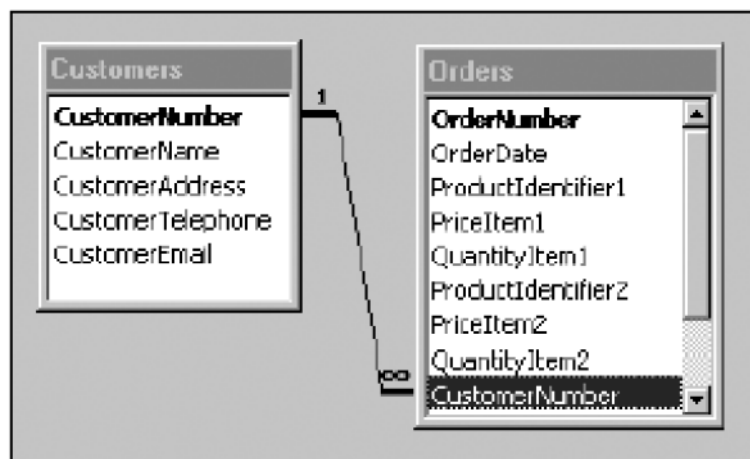 Customers
CustomerNumber
CustomerName
CustomerAddress
CustomerTelephone
CustomerEmail
1
∞
Orders
OrderNumber
OrderDate
ProductIdentifier1
PriceItem1
QuantityItem1
ProductIdentifier2
PriceItem2
QuantityItem2
CustomerNumber